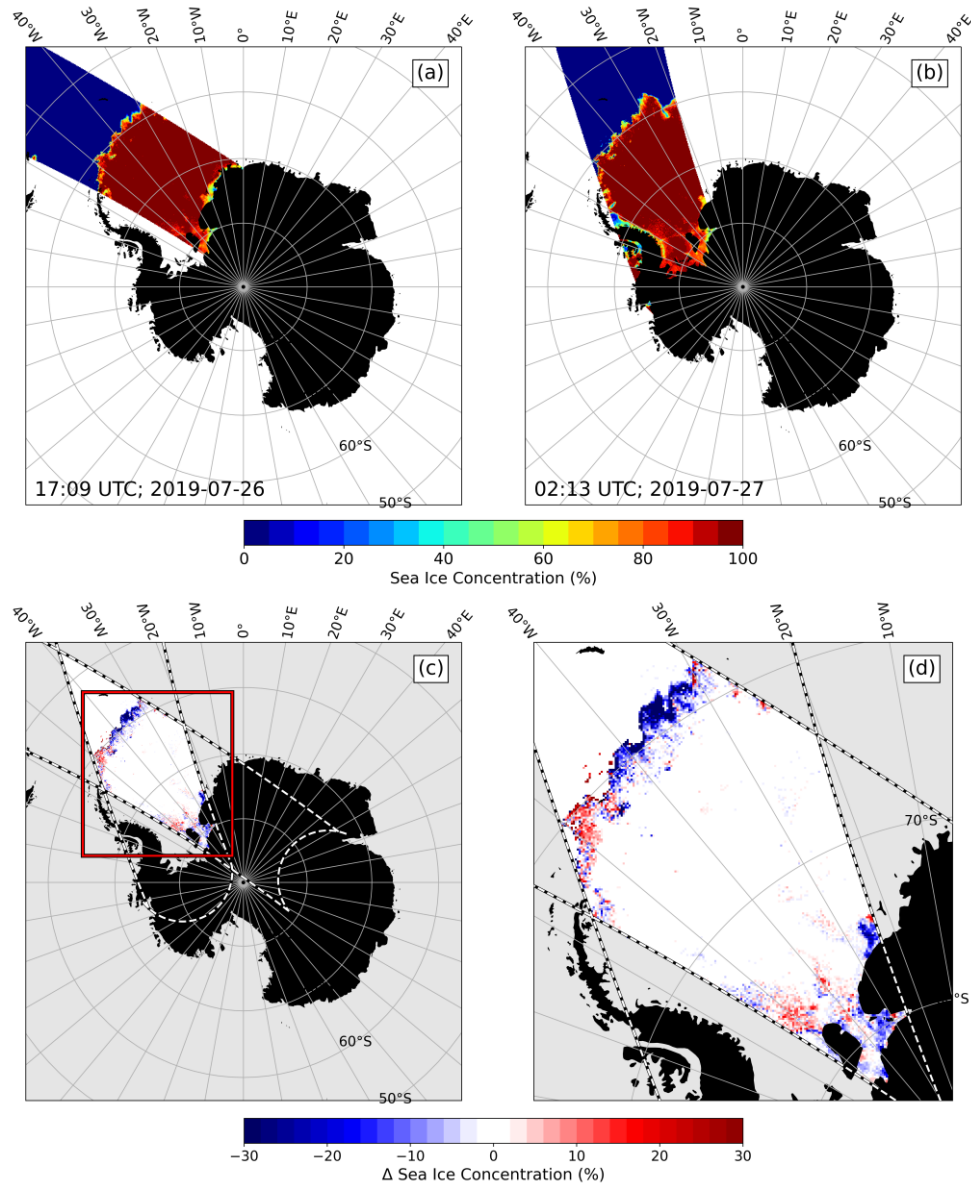 40°W 30°W 20°W 10°W 0° 10°E 20°E 30°E 40°E
(a)
60°S
50°S
17:09 UTC; 2019-07-26
40°W 30°W 20°W 10°W 0° 10°E 20°E 30°E 40°E
(b)
60°S
50°S
02:13 UTC; 2019-07-27
0 20 40 60 80 100
Sea Ice Concentration (%)
40°W 30°W 20°W 10°W 0° 10°E 20°E 30°E 40°E
(c)
60°S
50°S
40°W 30°W 20°W 10°W
(d)
70°S
°S
−30 −20 −10 0 10 20 30
Δ Sea Ice Concentration (%)